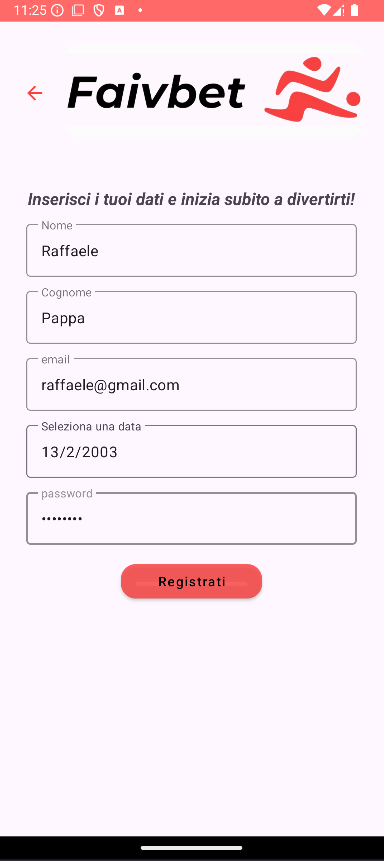 11:25
Faivbet
Inserisci i tuoi dati e inizia subito a divertirti!
Nome
Raffaele
Cognome
Pappa
email
raffaele@gmail.com
Seleziona una data
13/2/2003
password
••••••••
Registrati